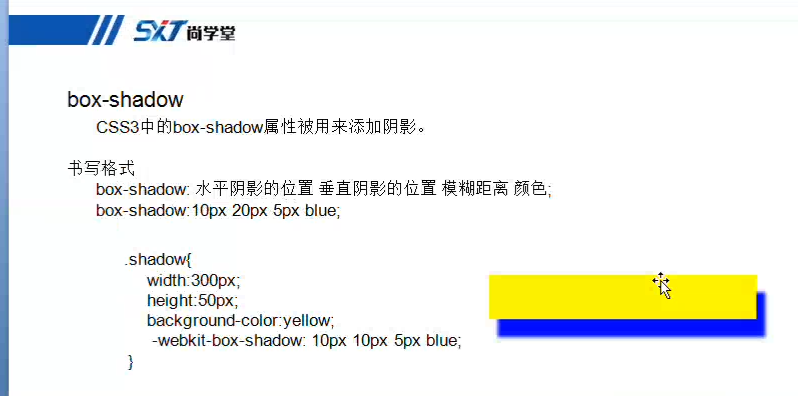 SXT 尚学堂
box-shadow
CSS3中的box-shadow属性被用来添加阴影。
书写格式
box-shadow: 水平阴影的位置 垂直阴影的位置 模糊距离 颜色;
box-shadow:10px 20px 5px blue;
.shadow{
width:300px;
height:50px;
background-color:yellow;
-webkit-box-shadow: 10px 10px 5px blue;
}